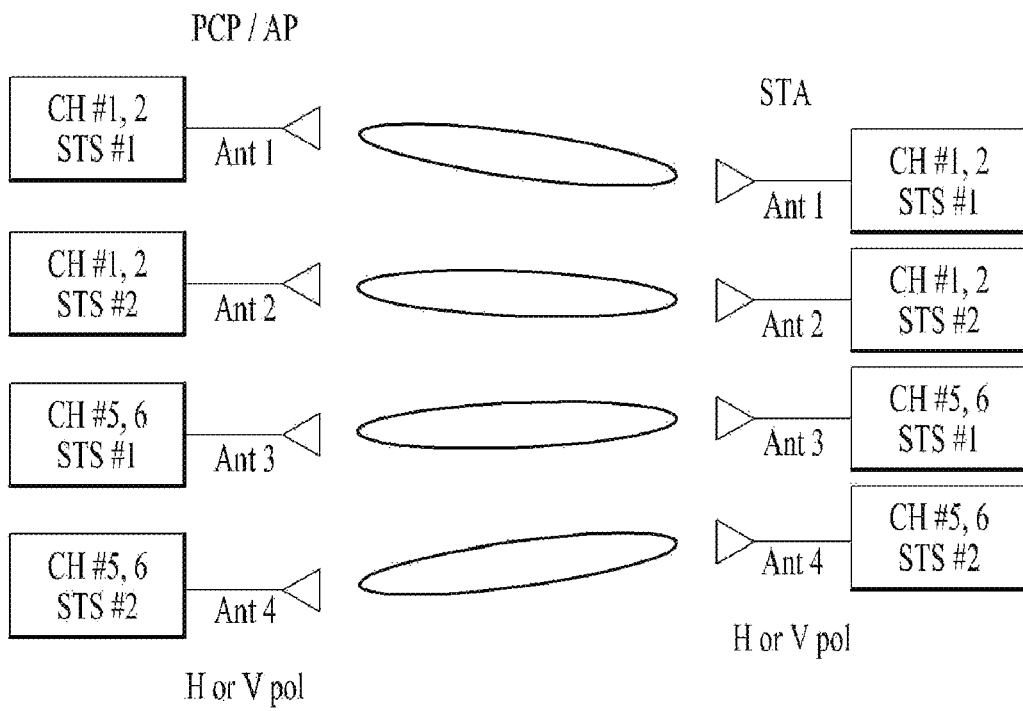 PCP / AP
STA
CH #1, 2
STS #1
Ant 1
Ant 1
CH #1, 2
STS #1
CH #1, 2
STS #2
Ant 2
Ant 2
CH #1, 2
STS #2
CH #5, 6
STS #1
Ant 3
Ant 3
CH #5, 6
STS #1
CH #5, 6
STS #2
Ant 4
Ant 4
CH #5, 6
STS #2
H or V pol
H or V pol